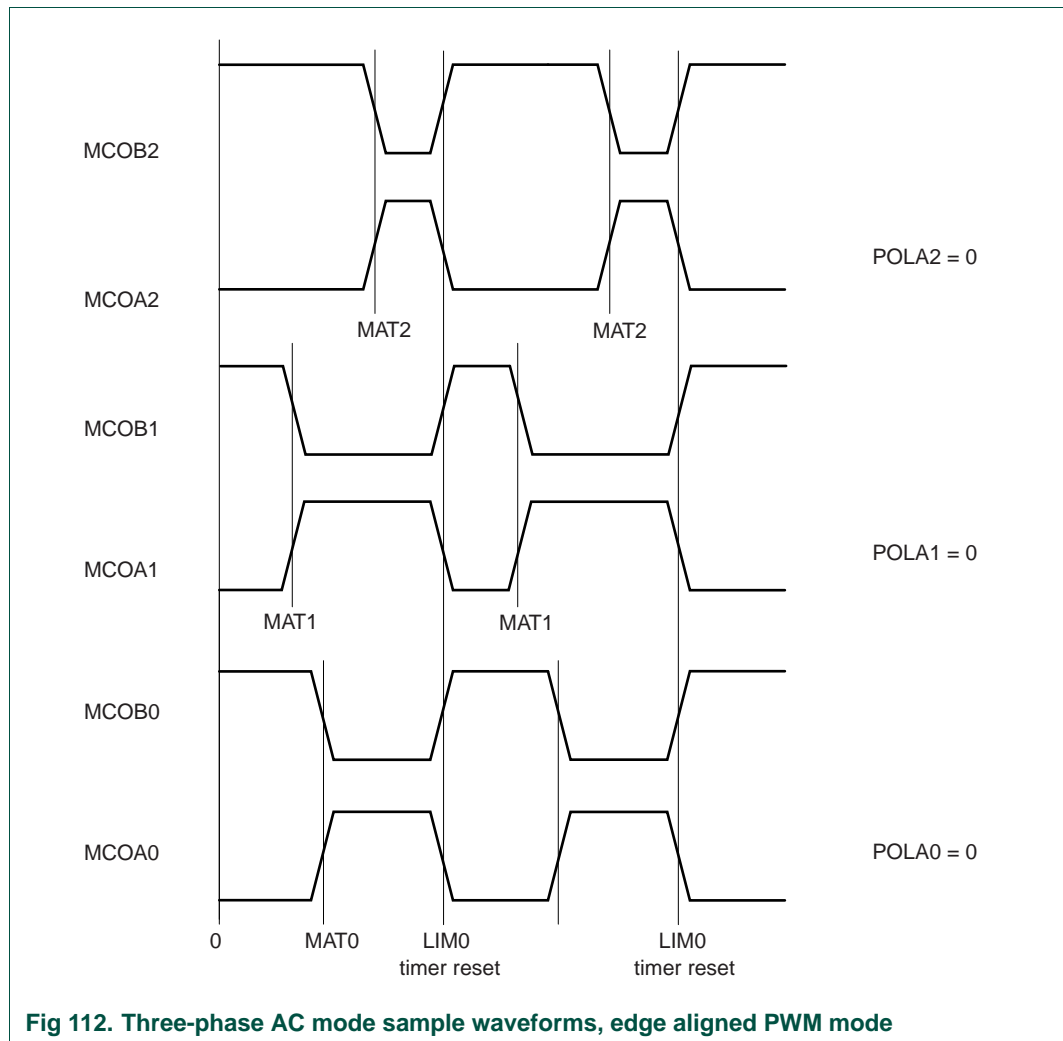 MCOB2
POLA2 = 0
MCOA2
MAT2 MAT2
MCOB1
POLA1 = 0
MCOA1
MAT1 MAT1
MCOB0
MCOA0 POLA0 = 0
0 MAT0 LIM0 LIM0
timer reset timer reset
Fig 112. Three-phase AC mode sample waveforms, edge aligned PWM mode